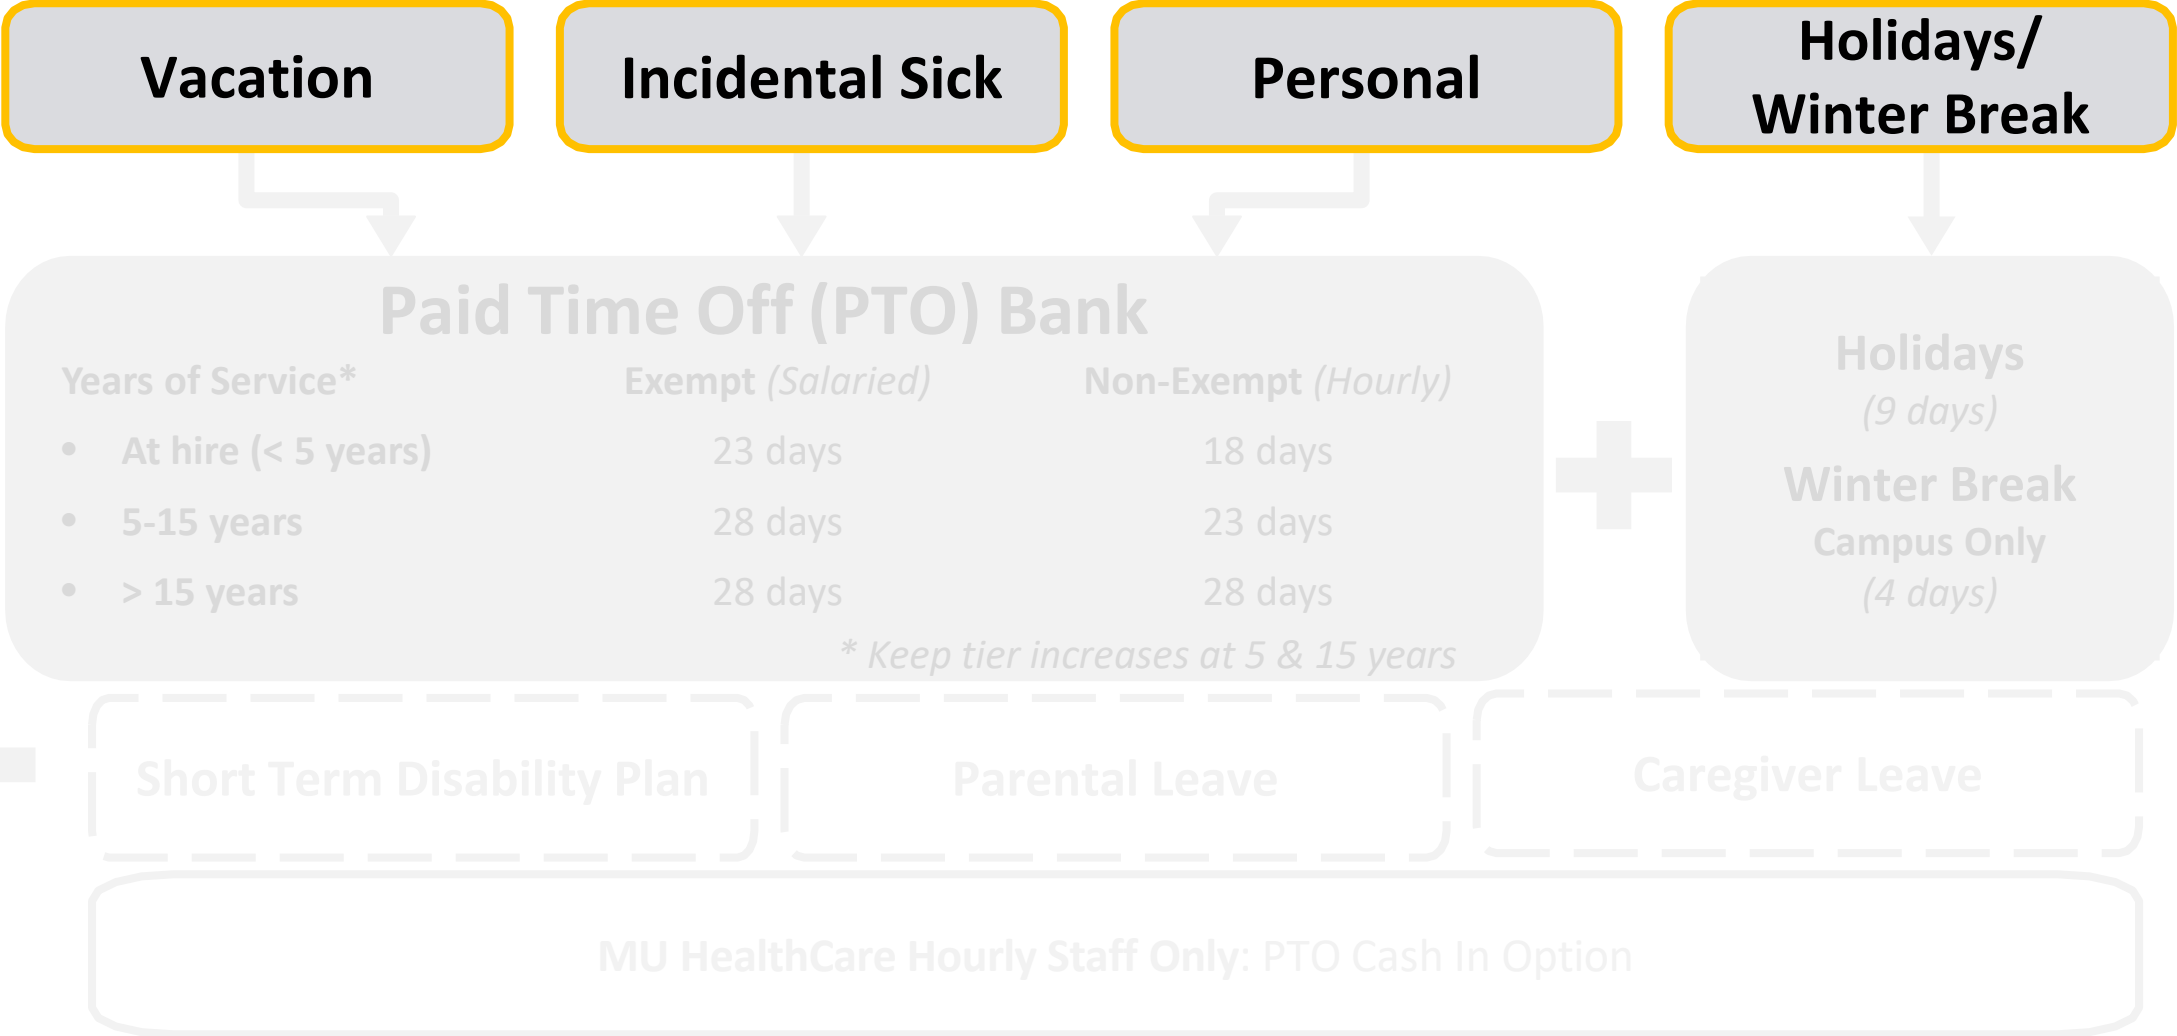 Vacation
Incidental Sick
Personal
Holidays/
Winter Break
Paid Time Off (PTO) Bank
Years of Service* Exempt (Salaried) Non-Exempt (Hourly)
• At hire (< 5 years) 23 days 18 days
• 5-15 years 28 days 23 days
• > 15 years 28 days 28 days
* Keep tier increases at 5 & 15 years
Holidays
(9 days)
Winter Break
Campus Only
(4 days)
Short Term Disability Plan
Parental Leave
Caregiver Leave
MU HealthCare Hourly Staff Only: PTO Cash In Option